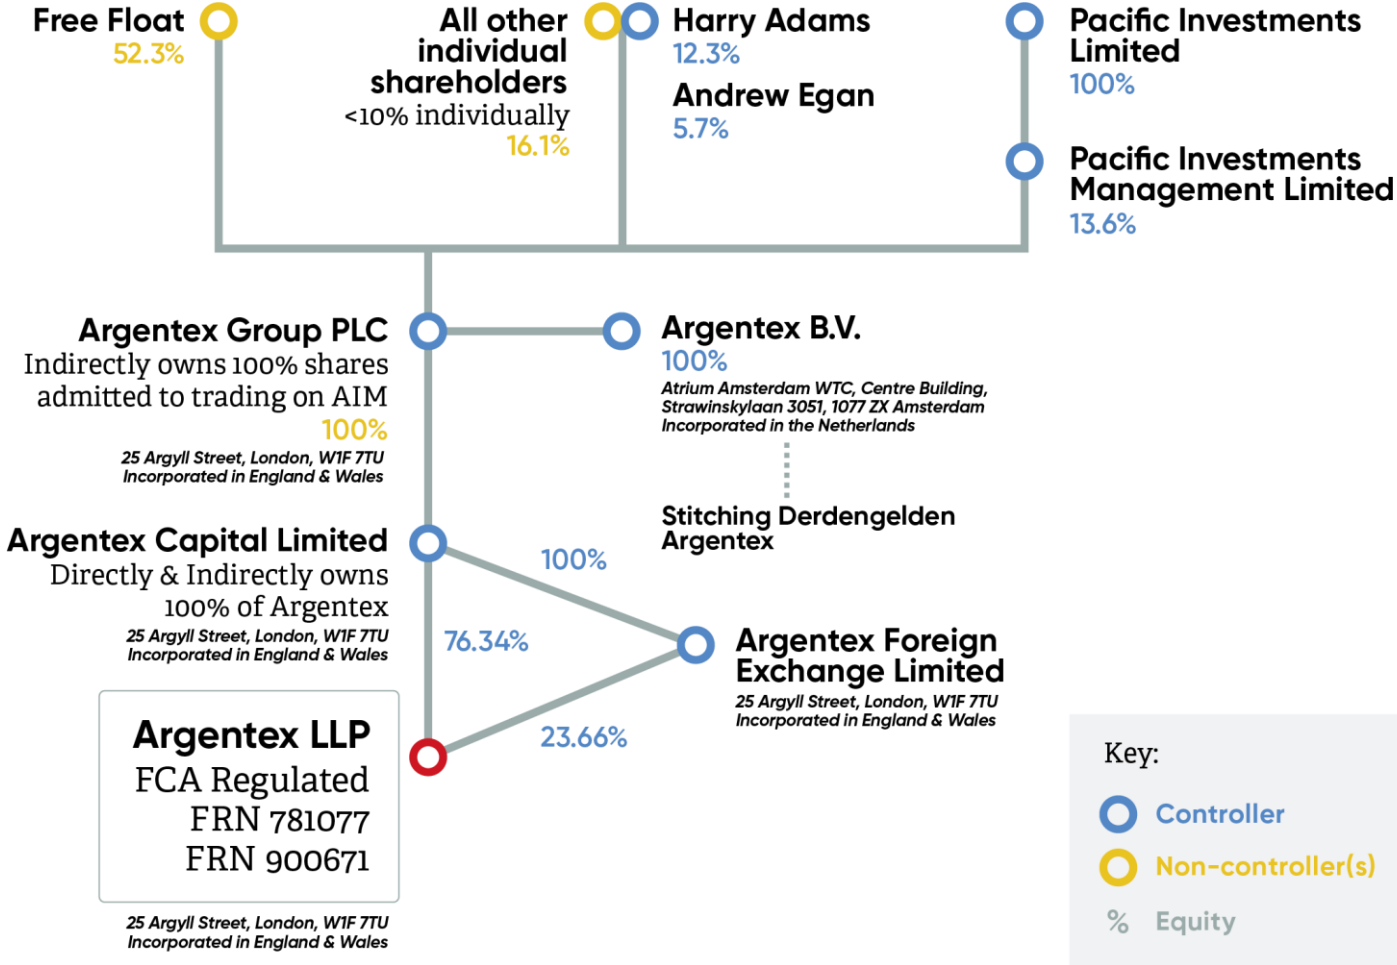 Free Float
52.3%
All other
individual
shareholders
<10% individually
16.1%
Harry Adams
12.3%
Andrew Egan
5.7%
Pacific Investments
Limited
100%
Pacific Investments
Management Limited
13.6%
Argentex Group PLC
Indirectly owns 100% shares
admitted to trading on AIM
100%
25 Argyll Street, London, W1F 7TU
Incorporated in England & Wales
Argentex B.V.
100%
Atrium Amsterdam WTC, Centre Building,
Strawinskylaan 3051, 1077 ZX Amsterdam
Incorporated in the Netherlands
Stitching Derdengelden
Argentex
Argentex Capital Limited
Directly & Indirectly owns
100% of Argentex
25 Argyll Street, London, W1F 7TU
Incorporated in England & Wales
100%
76.34%
23.66%
Argentex Foreign
Exchange Limited
25 Argyll Street, London, W1F 7TU
Incorporated in England & Wales
Argentex LLP
FCA Regulated
FRN 781077
FRN 900671
25 Argyll Street, London, W1F 7TU
Incorporated in England & Wales
Key:
Controller
Non-controller(s)
% Equity